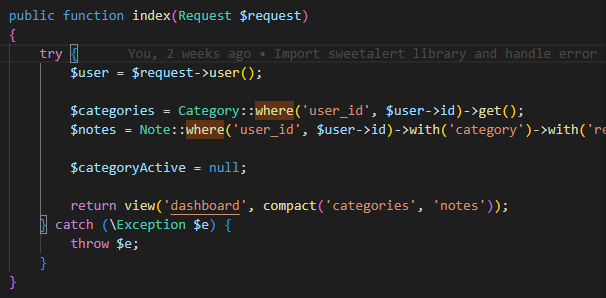 public function index(Request $request)
{
try { You, 2 weeks ago • Import sweetalert library and handle error
$user = $request->user();
$categories = Category::where('user_id', $user->id)->get();
$notes = Note::where('user_id', $user->id)->with('category')->with('re
$categoryActive = null;
return view('dashboard', compact('categories', 'notes'));
} catch (\Exception $e) {
throw $e;
}
}